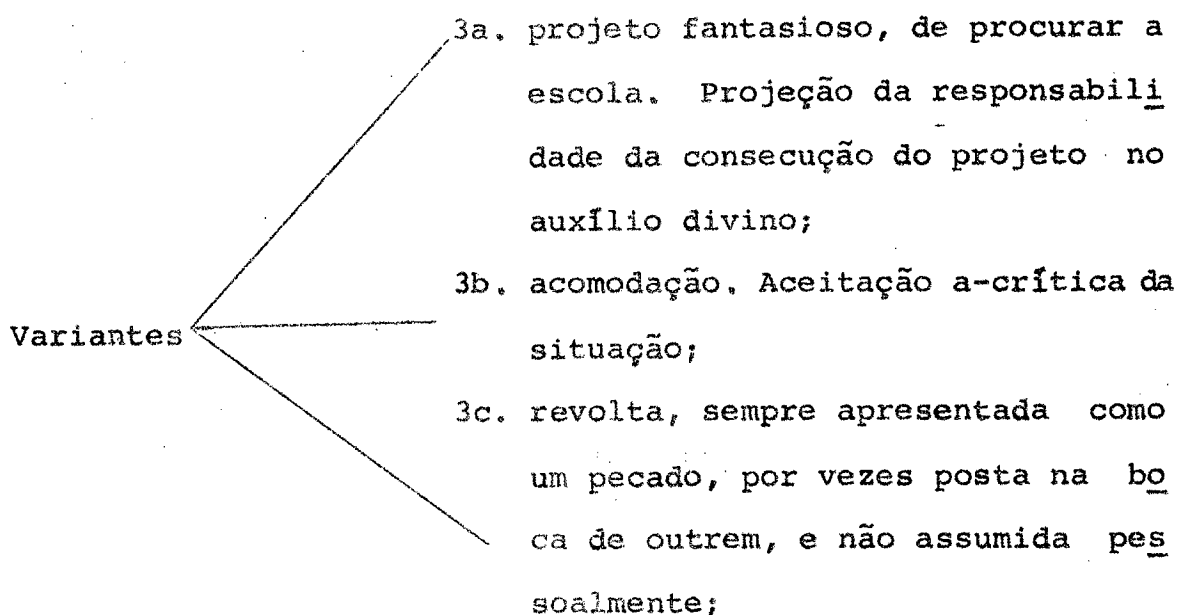 3a. projeto fantasioso, de procurar a
escola. Projeção da responsabili
dade da consecução do projeto no
auxílio divino;
3b. acomodação. Aceitação a-crítica da
Variantes
situação;
3c. revolta, sempre apresentada como
um pecado, por vezes posta na bo
ca de outrem, e não assumida pes
soalmente;